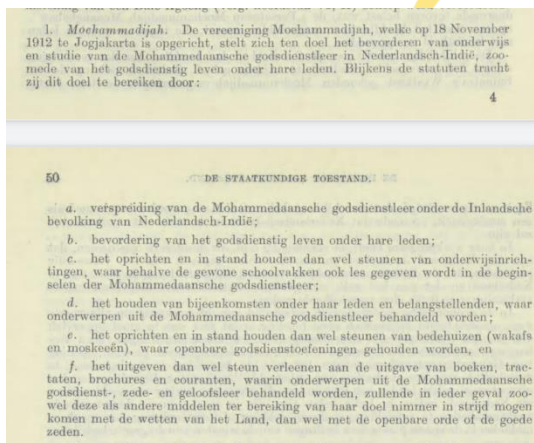 1. Moehammadijah. De vereeniging Moehammadijah, welke op 18 November
1912 te Jogjakarta is opgericht, stelt zich ten doel het bevorderen van onderwijs
en studie van de Mohammedaansche godsdienstleer in Nederlandsch-Indië, zoo-
mede van het godsdienstig leven onder hare leden. Blijkens de statuten tracht
zij dit doel te bereiken door:
4
50 DE STAATKUNDIGE TOESTAND.
a. verspreiding van de Mohammedaansche godsdienstleer onder de Inlandsche
bevolking van Nederlandsch-Indië;
b. bevordering van het godsdienstig leven onder hare leden;
c. het oprichten en in stand houden dan wel steunen van onderwijsinrich-
tingen, waar behalve de gewone schoolvakken ook les gegeven wordt in de begin-
selen der Mohammedaansche godsdienstleer;
d. het houden van bijeenkomsten onder haar leden en belangstellenden, waar
onderwerpen uit de Mohammedaansche godsdienstleer behandeld worden;
e. het oprichten en in stand houden dan wel steunen van bedehuizen (wakafs
en moskeeën), waar openbare godsdienstoefeningen gehouden worden, en
f. het uitgeven dan wel steun verleenen aan de uitgave van boeken, trac-
taten, brochures en couranten, waarin onderwerpen uit de Mohammedaansche
godsdienst-, zede- en geloofsleer behandeld worden, zullende in ieder geval zoo-
wel deze als andere middelen ter bereiking van haar doel nimmer in strijd mogen
komen met de wetten van het Land, dan wel met de openbare orde of de goede
zeden.